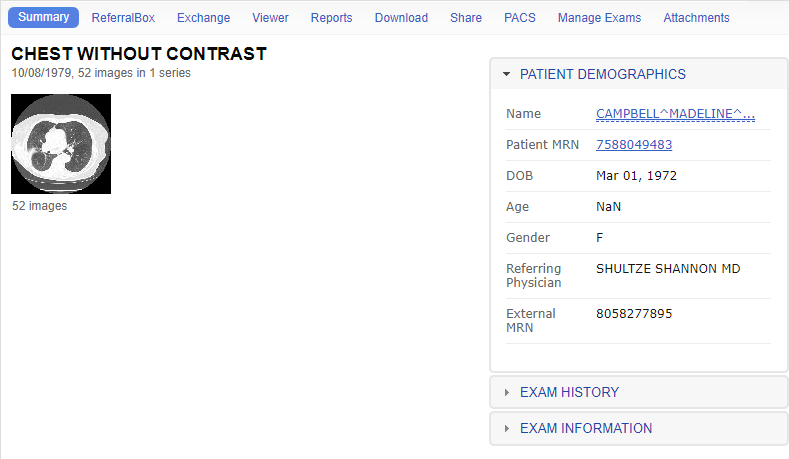 Summary ReferralBox Exchange Viewer Reports Download Share PACS Manage Exams Attachments
CHEST WITHOUT CONTRAST
10/08/1979, 52 images in 1 series
52 images
PATIENT DEMOGRAPHICS
Name CAMPBELL^MADELINE^...
Patient MRN 7588049483
DOB Mar 01, 1972
Age NaN
Gender F
Referring Physician SHULTZE SHANNON MD
External MRN 8058277895
EXAM HISTORY
EXAM INFORMATION